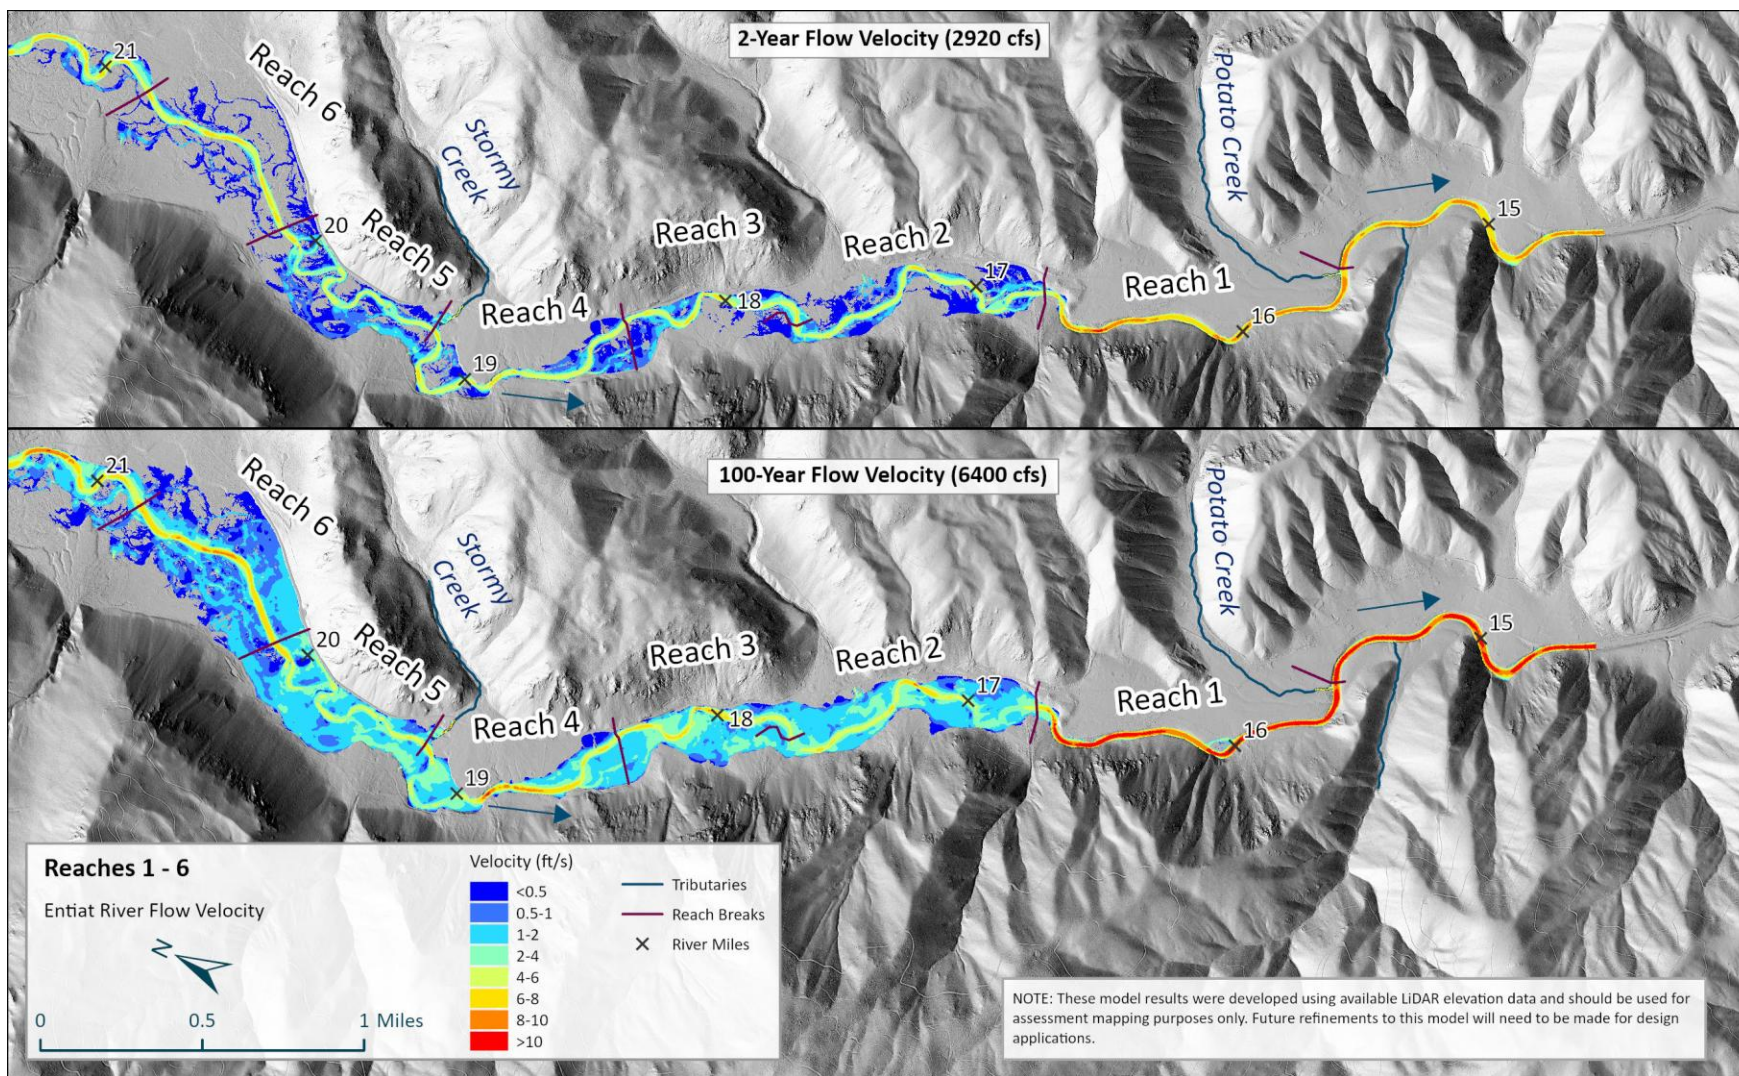 2-Year Flow Velocity (2920 cfs)
21
Reach 6
Stormy
Creek
Potato Creek
20
Reach 5
Reach 3
Reach 2
15
17
Reach 4
18
Reach 1
16
19
100-Year Flow Velocity (6400 cfs)
21
Reach 6
Stormy
Creek
Potato Creek
20
Reach 5
Reach 3
Reach 2
15
17
Reach 4
18
Reach 1
16
19
Reaches 1 - 6
Entiat River Flow Velocity
N
0 0.5 1 Miles
Velocity (ft/s)
<0.5
0.5-1
1-2
2-4
4-6
6-8
8-10
>10
Tributaries
Reach Breaks
River Miles
NOTE: These model results were developed using available LiDAR elevation data and should be used for
assessment mapping purposes only. Future refinements to this model will need to be made for design
applications.